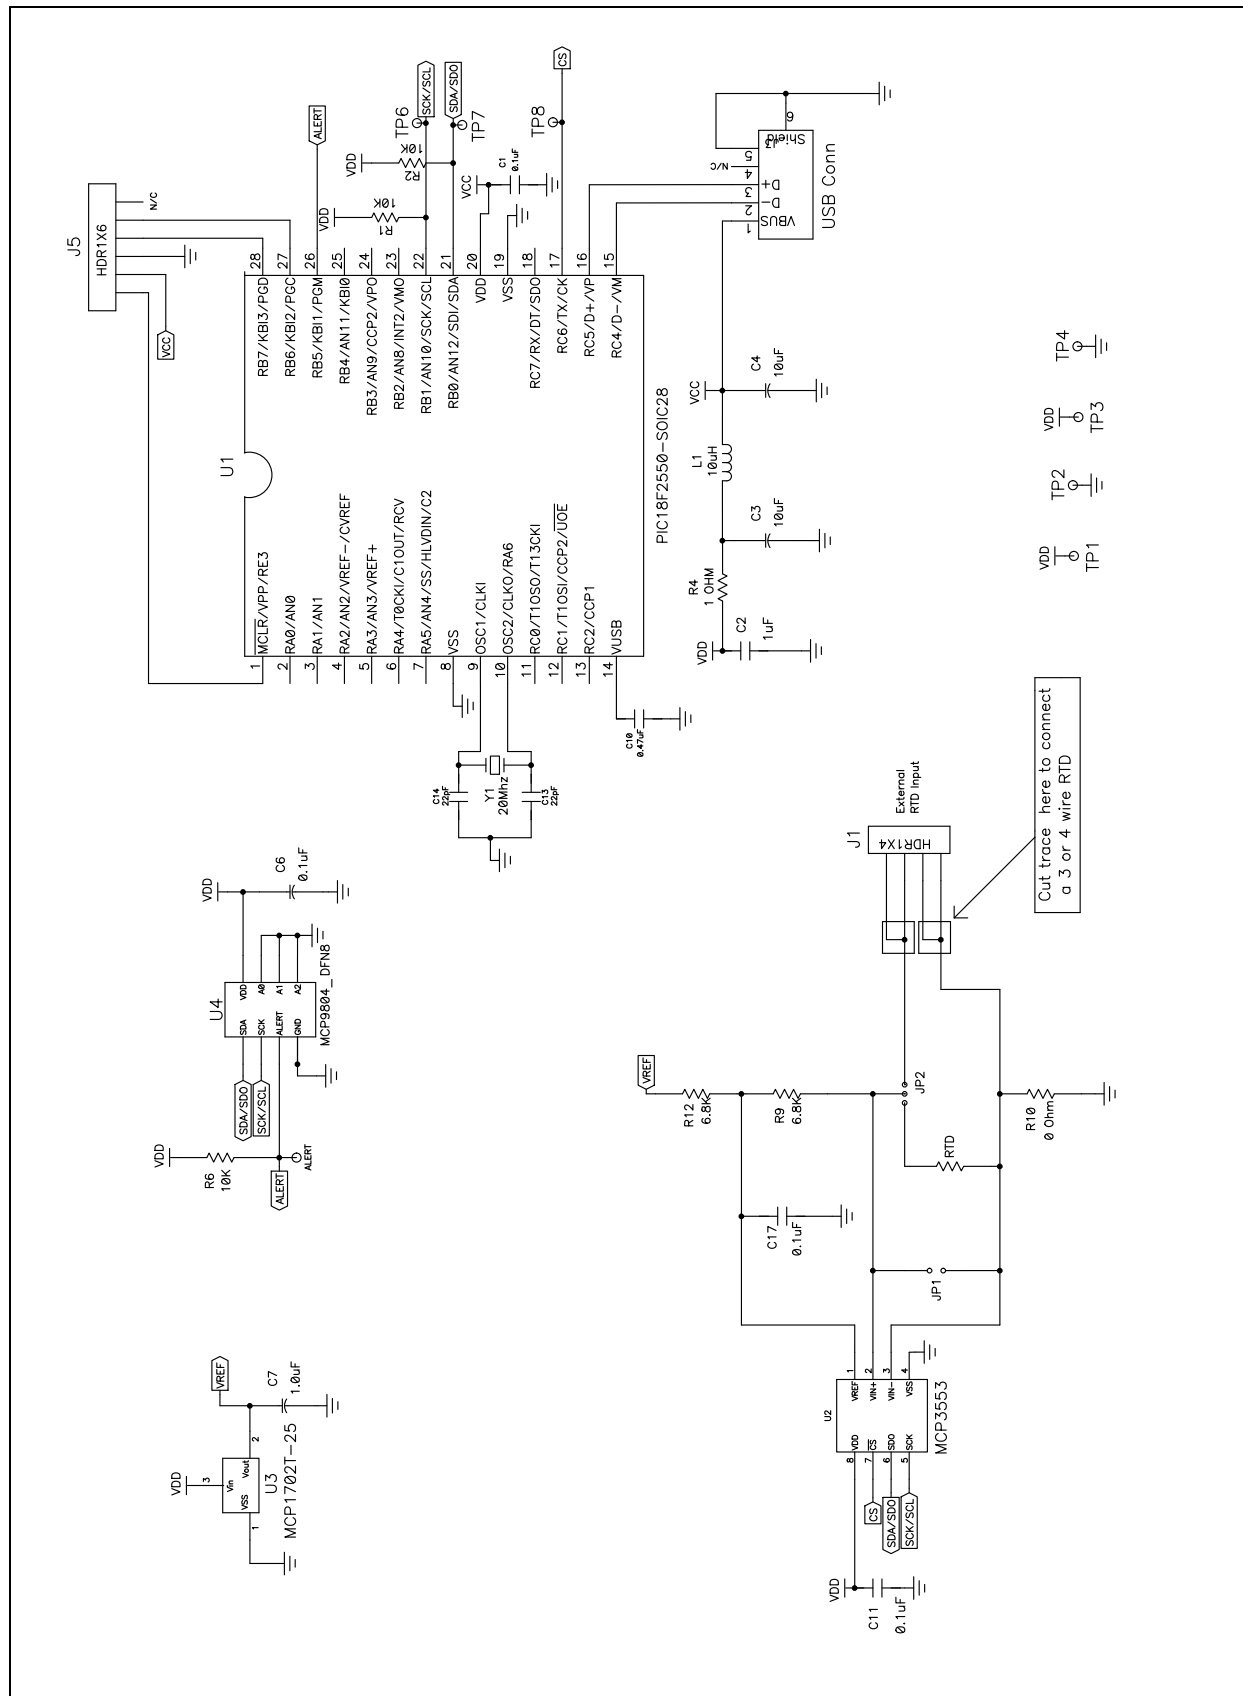 J5
HDR1X6
N/C
VCC
ALERT
SCK/SCL
TP6
SDA/SDO
TP7
CS
TP8
VDD
R2
10K
VDD
R1
10K
VCC
C1
0.1uF
28
27
26
25
24
23
22
21
20
19
18
17
16
15
RB7/KBI3/PGD
RB6/KBI2/PGC
RB5/KBI1/PGM
RB4/AN11/KBI0
RB3/AN9/CCP2/VPO
RB2/AN8/INT2/VMO
RB1/AN10/SCK/SCL
RB0/AN12/SDI/SDA
VDD
VSS
RC7/RX/DT/SDO
RC6/TX/CK
RC5/D+/VP
RC4/D-/VM
U1
PIC18F2550-SOIC28
MCLR/VPP/RE3
RA0/AN0
RA1/AN1
RA2/AN2/VREF-/CVREF
RA3/AN3/VREF+
RA4/T0CKI/C1OUT/RCV
RA5/AN4/SS/HLVDIN/C2
VSS
OSC1/CLKI
OSC2/CLKO/RA6
RC0/T1OSO/T13CKI
RC1/T1OSI/CCP2/UOE
RC2/CCP1
VUSB
1
2
3
4
5
6
7
8
9
10
11
12
13
14
C14
22pF
Y1
20Mhz
C13
22pF
C10
0.47uF
J3
Shield
6
5
N/C
4
D+
3
D-
2
VBUS
1
USB Conn
VCC
C4
10uF
L1
10uH
C3
10uF
R4
1 OHM
VDD
C2
1uF
TP4
VDD
TP3
TP2
VDD
TP1
VDD
C6
0.1uF
U4
MCP9804_DFN8
VDD
A0
A1
A2
SDA
SCK
ALERT
GND
SDA/SDO
SCK/SCL
VDD
R6
10K
ALERT
ALERT
VREF
C7
1.0uF
VDD
3
Vin
Vout
2
VSS
1
U3
MCP1702T-25
External
RTD Input
J1
HDR1X4
Cut trace here to connect
a 3 or 4 wire RTD
VREF
R12
6.8K
R9
6.8K
JP2
R10
0 Ohm
RTD
C17
0.1uF
JP1
1
2
3
4
VREF
VIN+
VIN-
VSS
U2
MCP3553
VDD
CS
SDO
SCK
8
7
6
5
CS
SDA/SDO
SCK/SCL
VDD
C11
0.1uF